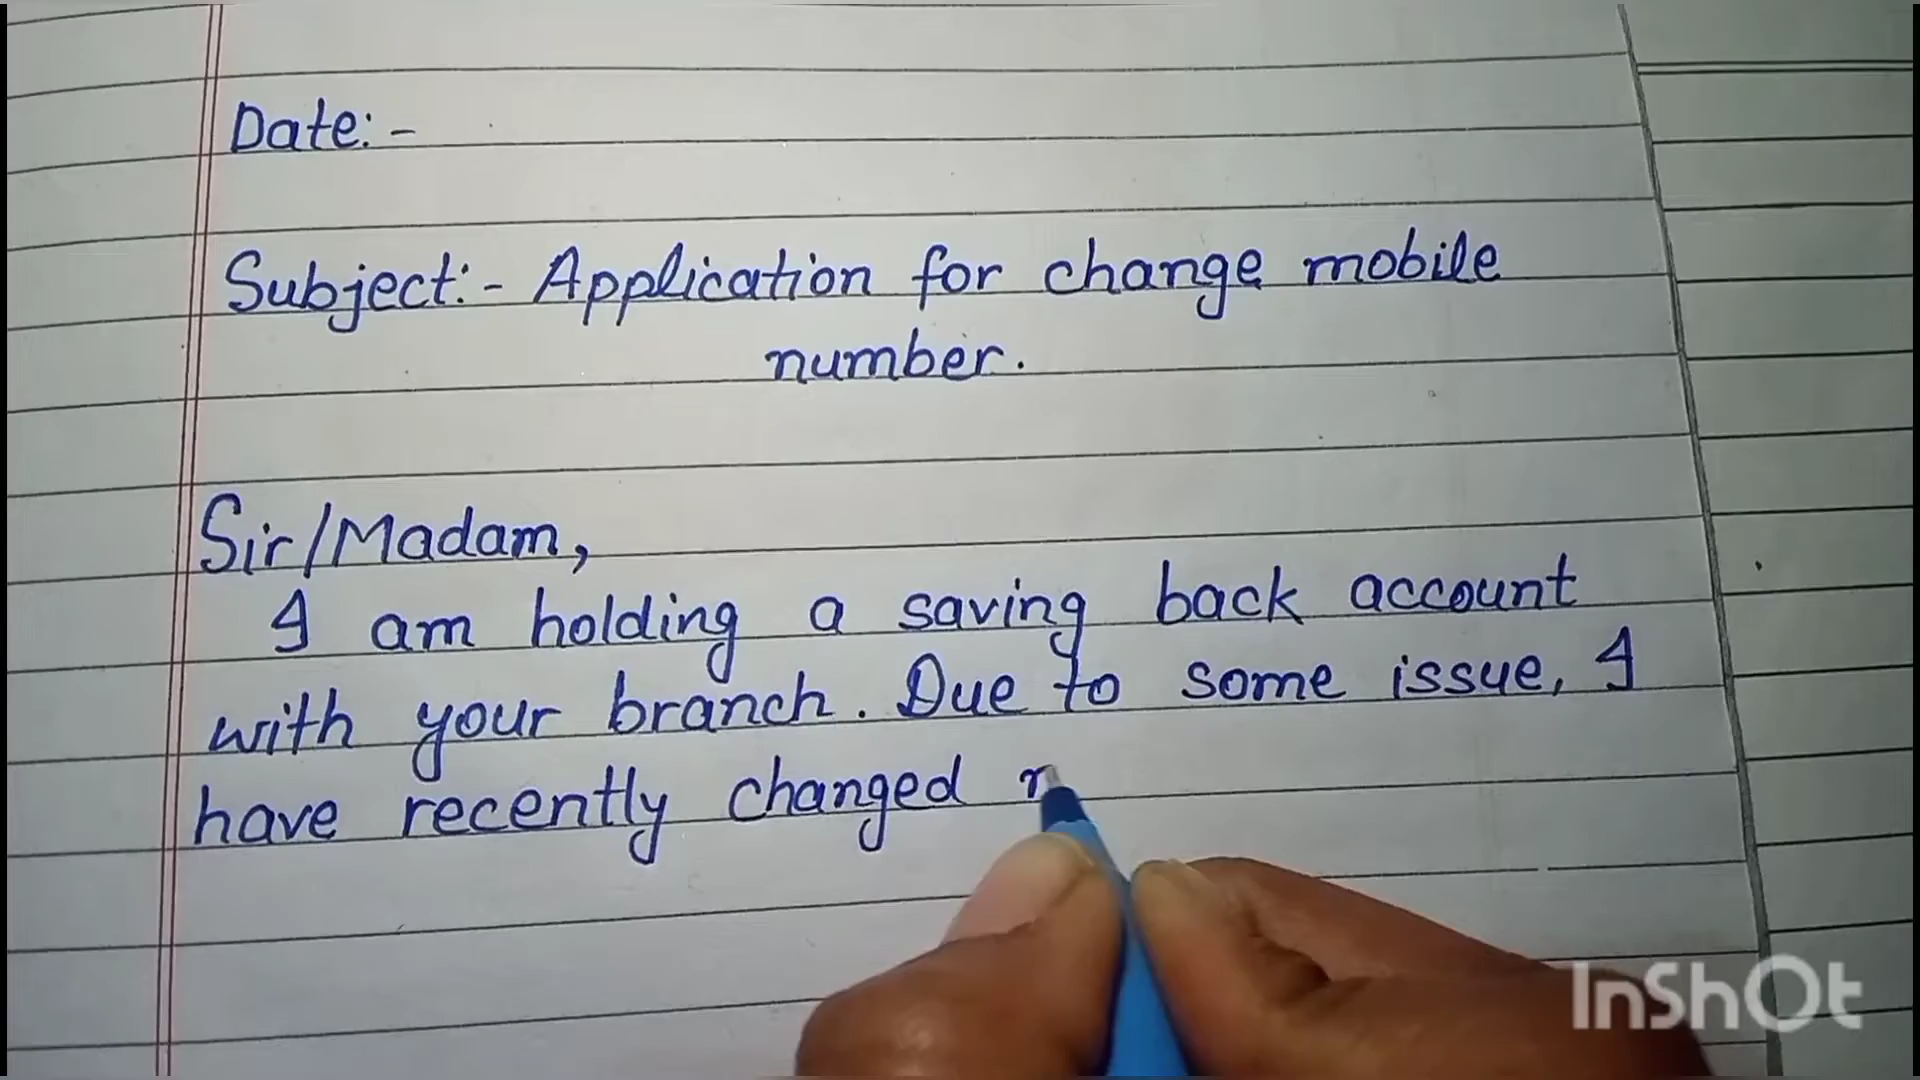 Date:-
Subject:- Application for change mobile
number.
Sir/Madam,
I am holding a saving back account
with your branch. Due to some issue, I
have recently changed
InShOt